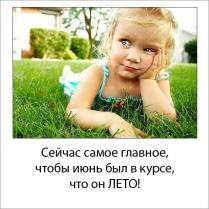 Сейчас самое главное,
чтобы июнь был в курсе,
что он ЛЕТО!